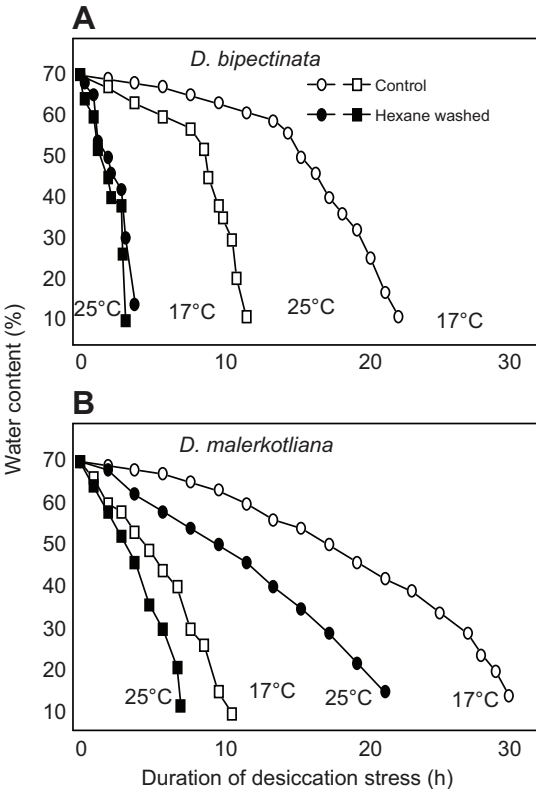 A
D. bipectinata
Control
Hexane washed
70
60
50
40
30
20
10
25°C
17°C
25°C
17°C
0
10
20
30
Water content (%)
B
D. malerkotliana
70
60
50
40
30
20
10
25°C
17°C
25°C
17°C
0
10
20
30
Duration of desiccation stress (h)